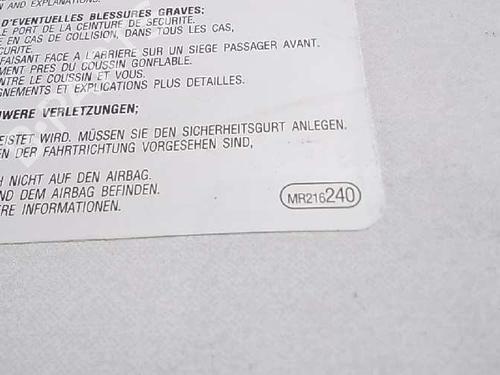 N AND EXPLANATIONS.
D'EVENTUELLES BLESSURES GRAVES;
LE PORT DE LA CEINTURE DE SECURITE.
E EN CAS DE COLLISION, DANS TOUS LES CAS,
CURITE.
FAISANT FACE A L'ARRIERE SUR UN SIEGE PASSAGER AVANT.
MENT PRES DU COUSSIN GONFLABLE.
NTRE LE COUSSIN ET VOUS.
GNEMENTS ET EXPLICATIONS PLUS DETAILLES.
WERE VERLETZUNGEN;
EISTET WIRD. MÜSSEN SIE DEN SICHERHEITSGURT ANLEGEN.
EN DER FAHRTRICHTUNG VORGESEHEN SIND,
H NICHT AUF DEN AIRBAG.
ND DEM AIRBAG BEFINDEN.
ERE INFORMATIONEN.
MR216240